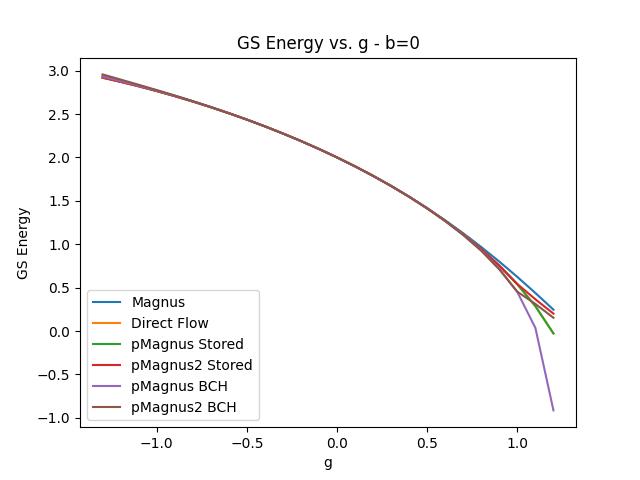 GS Energy vs. g - b=0
GS Energy
3.0
2.5
2.0
1.5
1.0
0.5
0.0
−0.5
−1.0
Magnus
Direct Flow
pMagnus Stored
pMagnus2 Stored
pMagnus BCH
pMagnus2 BCH
−1.0 −0.5 0.0 0.5 1.0
g